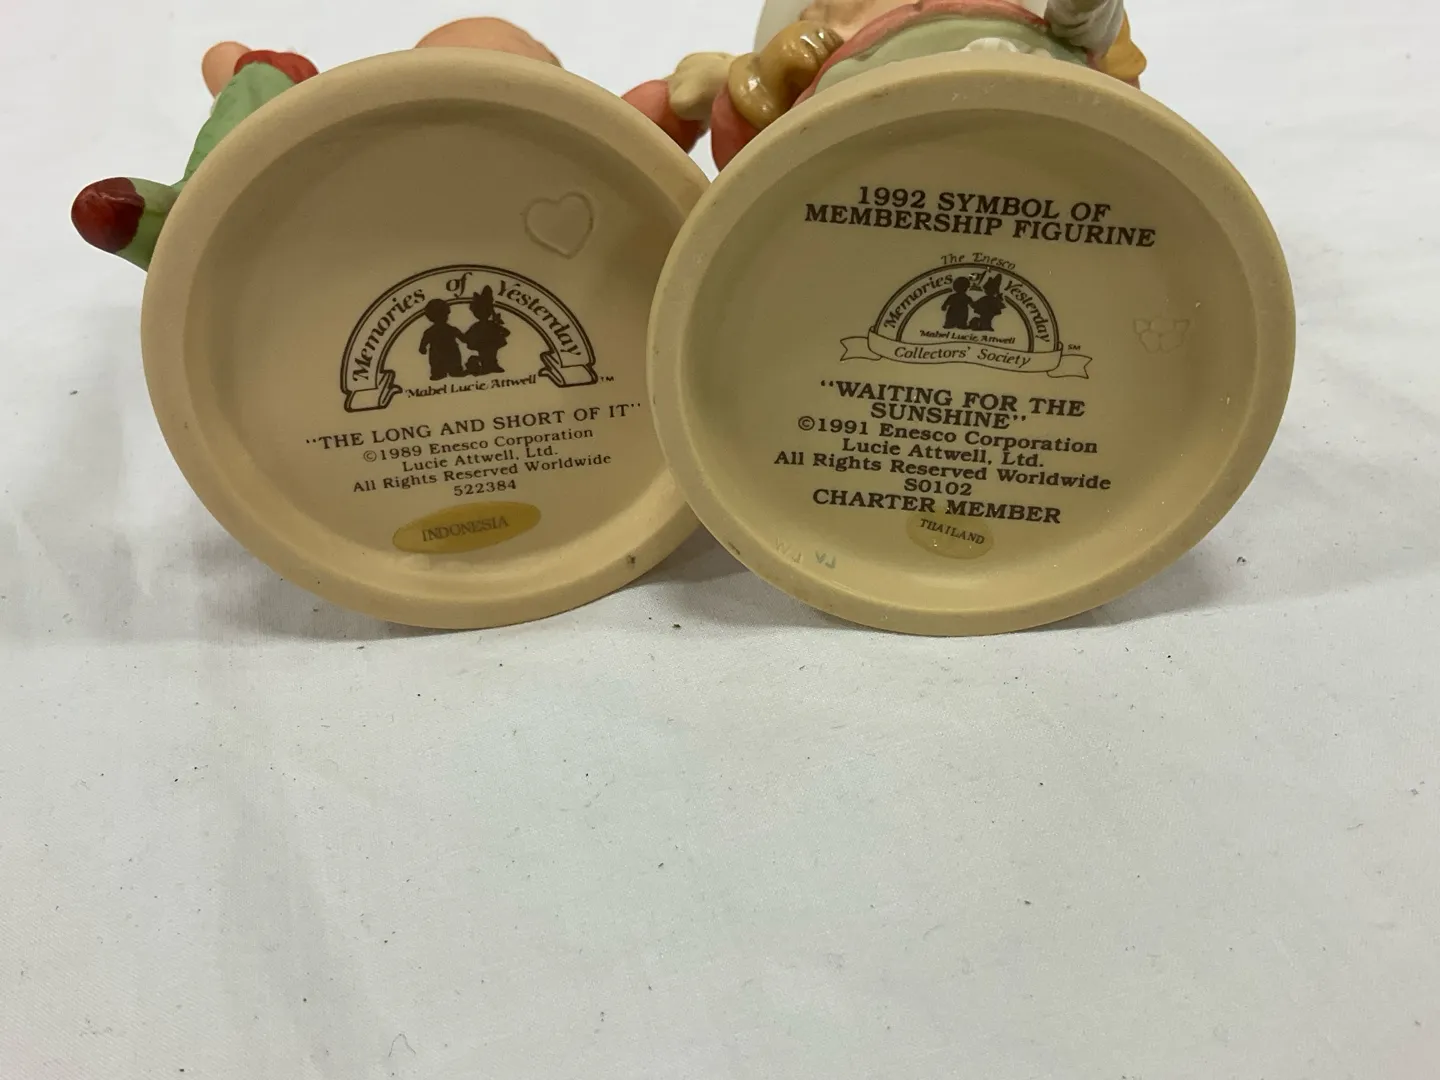 Memories of Yesterday
Mabel Lucie Attwell TM
"THE LONG AND SHORT OF IT"
©1989 Enesco Corporation
Lucie Attwell, Ltd.
All Rights Reserved Worldwide
522384
INDONESIA
1992 SYMBOL OF
MEMBERSHIP FIGURINE
The Enesco
Memories of Yesterday
Mabel Lucie Attwell
Collectors' Society SM
"WAITING FOR THE
SUNSHINE"
©1991 Enesco Corporation
Lucie Attwell, Ltd.
All Rights Reserved Worldwide
S0102
CHARTER MEMBER
THAILAND